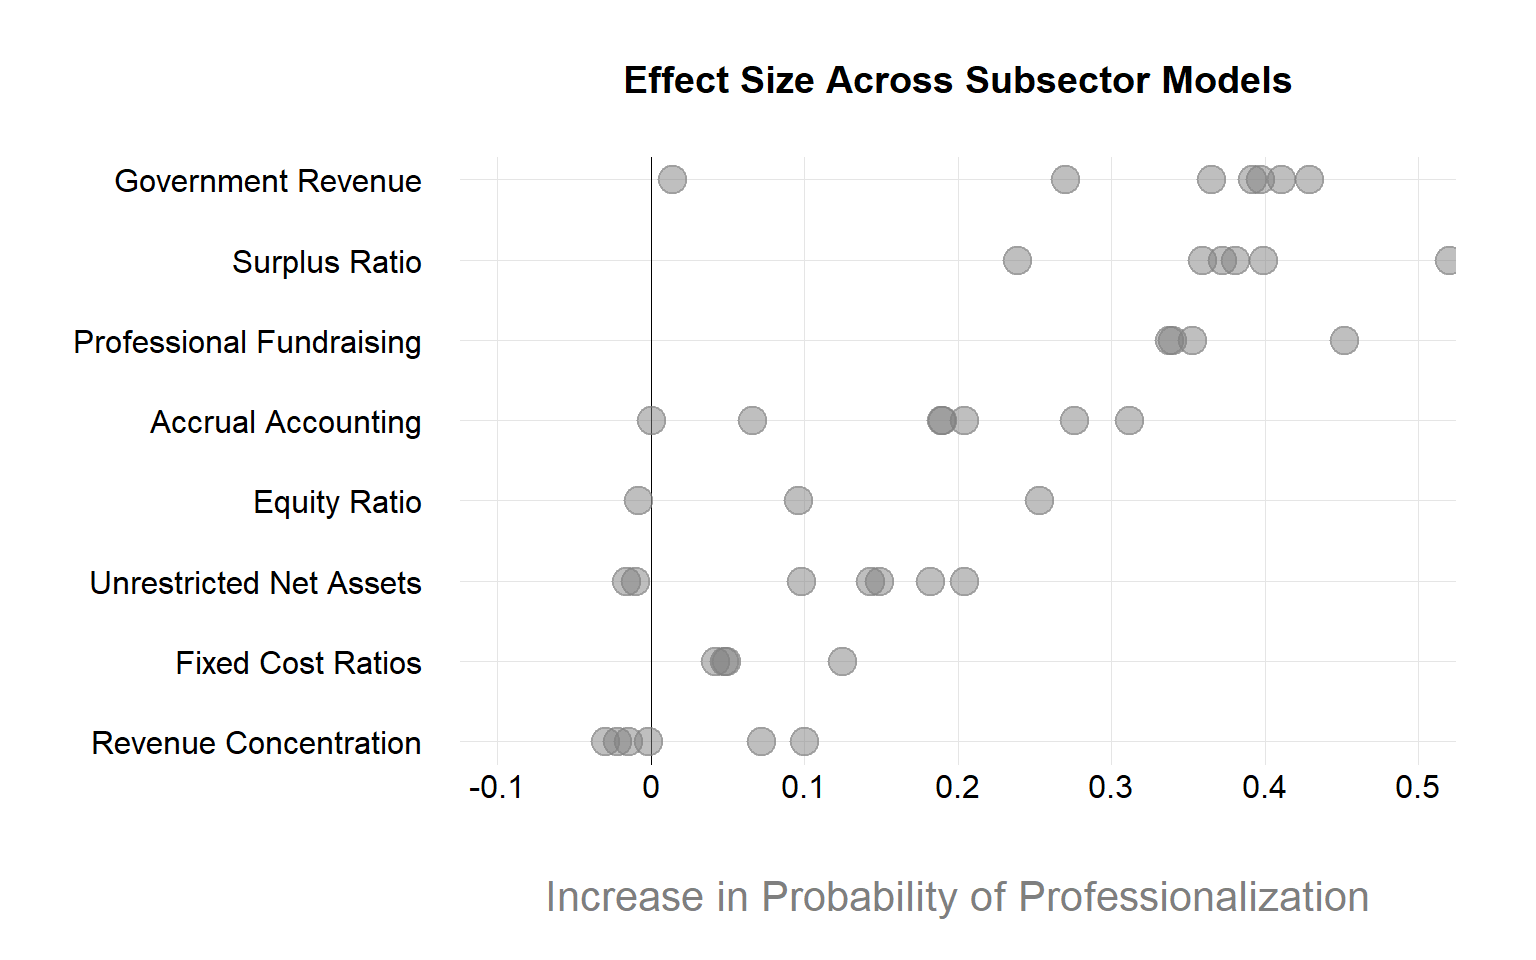 Effect Size Across Subsector Models
Government Revenue
Surplus Ratio
Professional Fundraising
Accrual Accounting
Equity Ratio
Unrestricted Net Assets
Fixed Cost Ratios
Revenue Concentration
-0.1 0 0.1 0.2 0.3 0.4 0.5
Increase in Probability of Professionalization